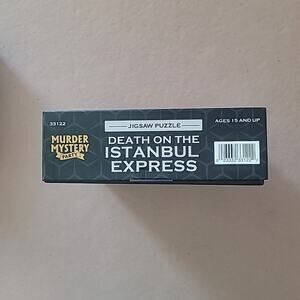 33122
JIGSAW PUZZLE
AGES 15 AND UP
MURDER
MYSTERY
PARTY
DEATH ON THE
ISTANBUL
EXPRESS